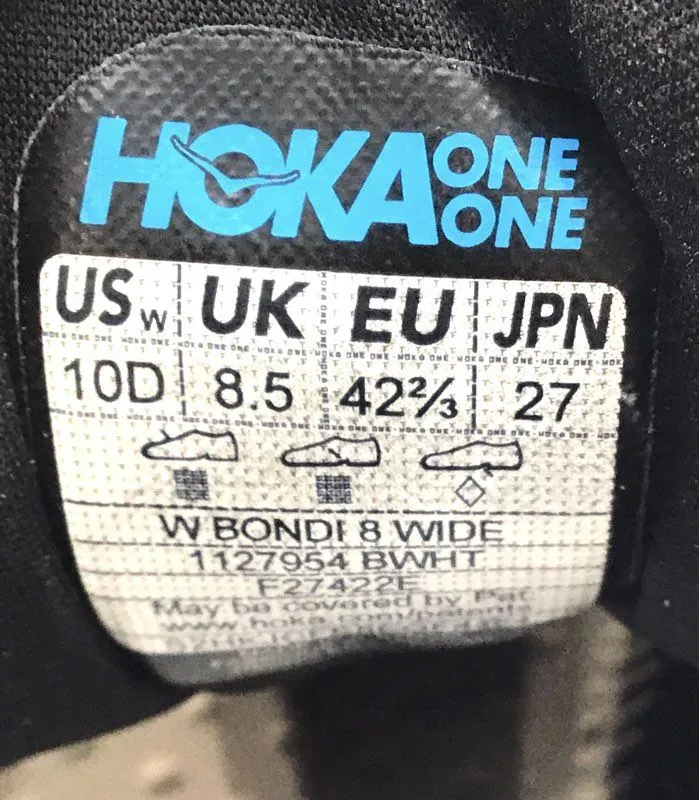 HOKA ONE ONE
US W UK EU JPN
10D 8.5 42⅔ 27
W BONDI 8 WIDE
1127954 BWHT
F27422E
May be covered by Pat
www.hoka.com/patents